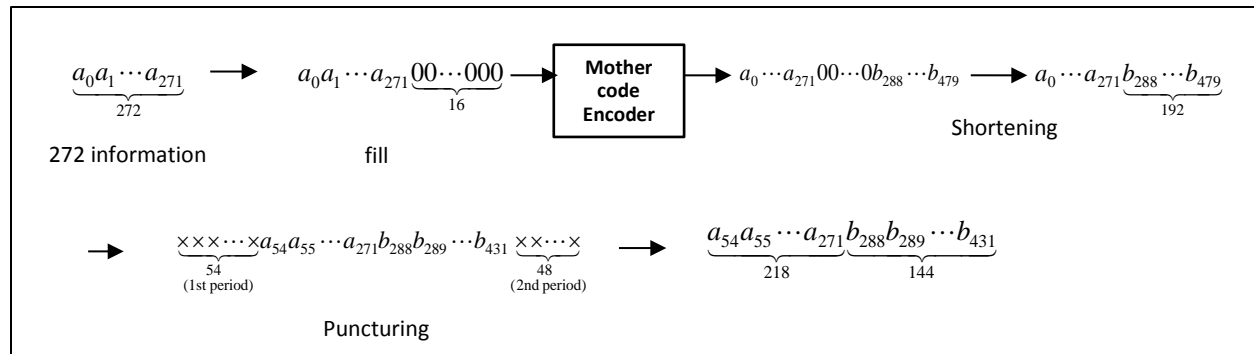 a₀a₁ ⋯ a₂₇₁ → a₀a₁ ⋯ a₂₇₁00⋯000 → Mother code Encoder → a₀ ⋯ a₂₇₁00⋯0b₂₈₈ ⋯ b₄₇₉ → a₀ ⋯ a₂₇₁b₂₈₈ ⋯ b₄₇₉
272 16 192
272 information fill Shortening
→ ×××⋯×a₅₄a₅₅ ⋯ a₂₇₁b₂₈₈b₂₈₉ ⋯ b₄₃₁ ××⋯× → a₅₄a₅₅ ⋯ a₂₇₁b₂₈₈b₂₈₉ ⋯ b₄₃₁
54 48 218 144
(1st period) (2nd period)
Puncturing